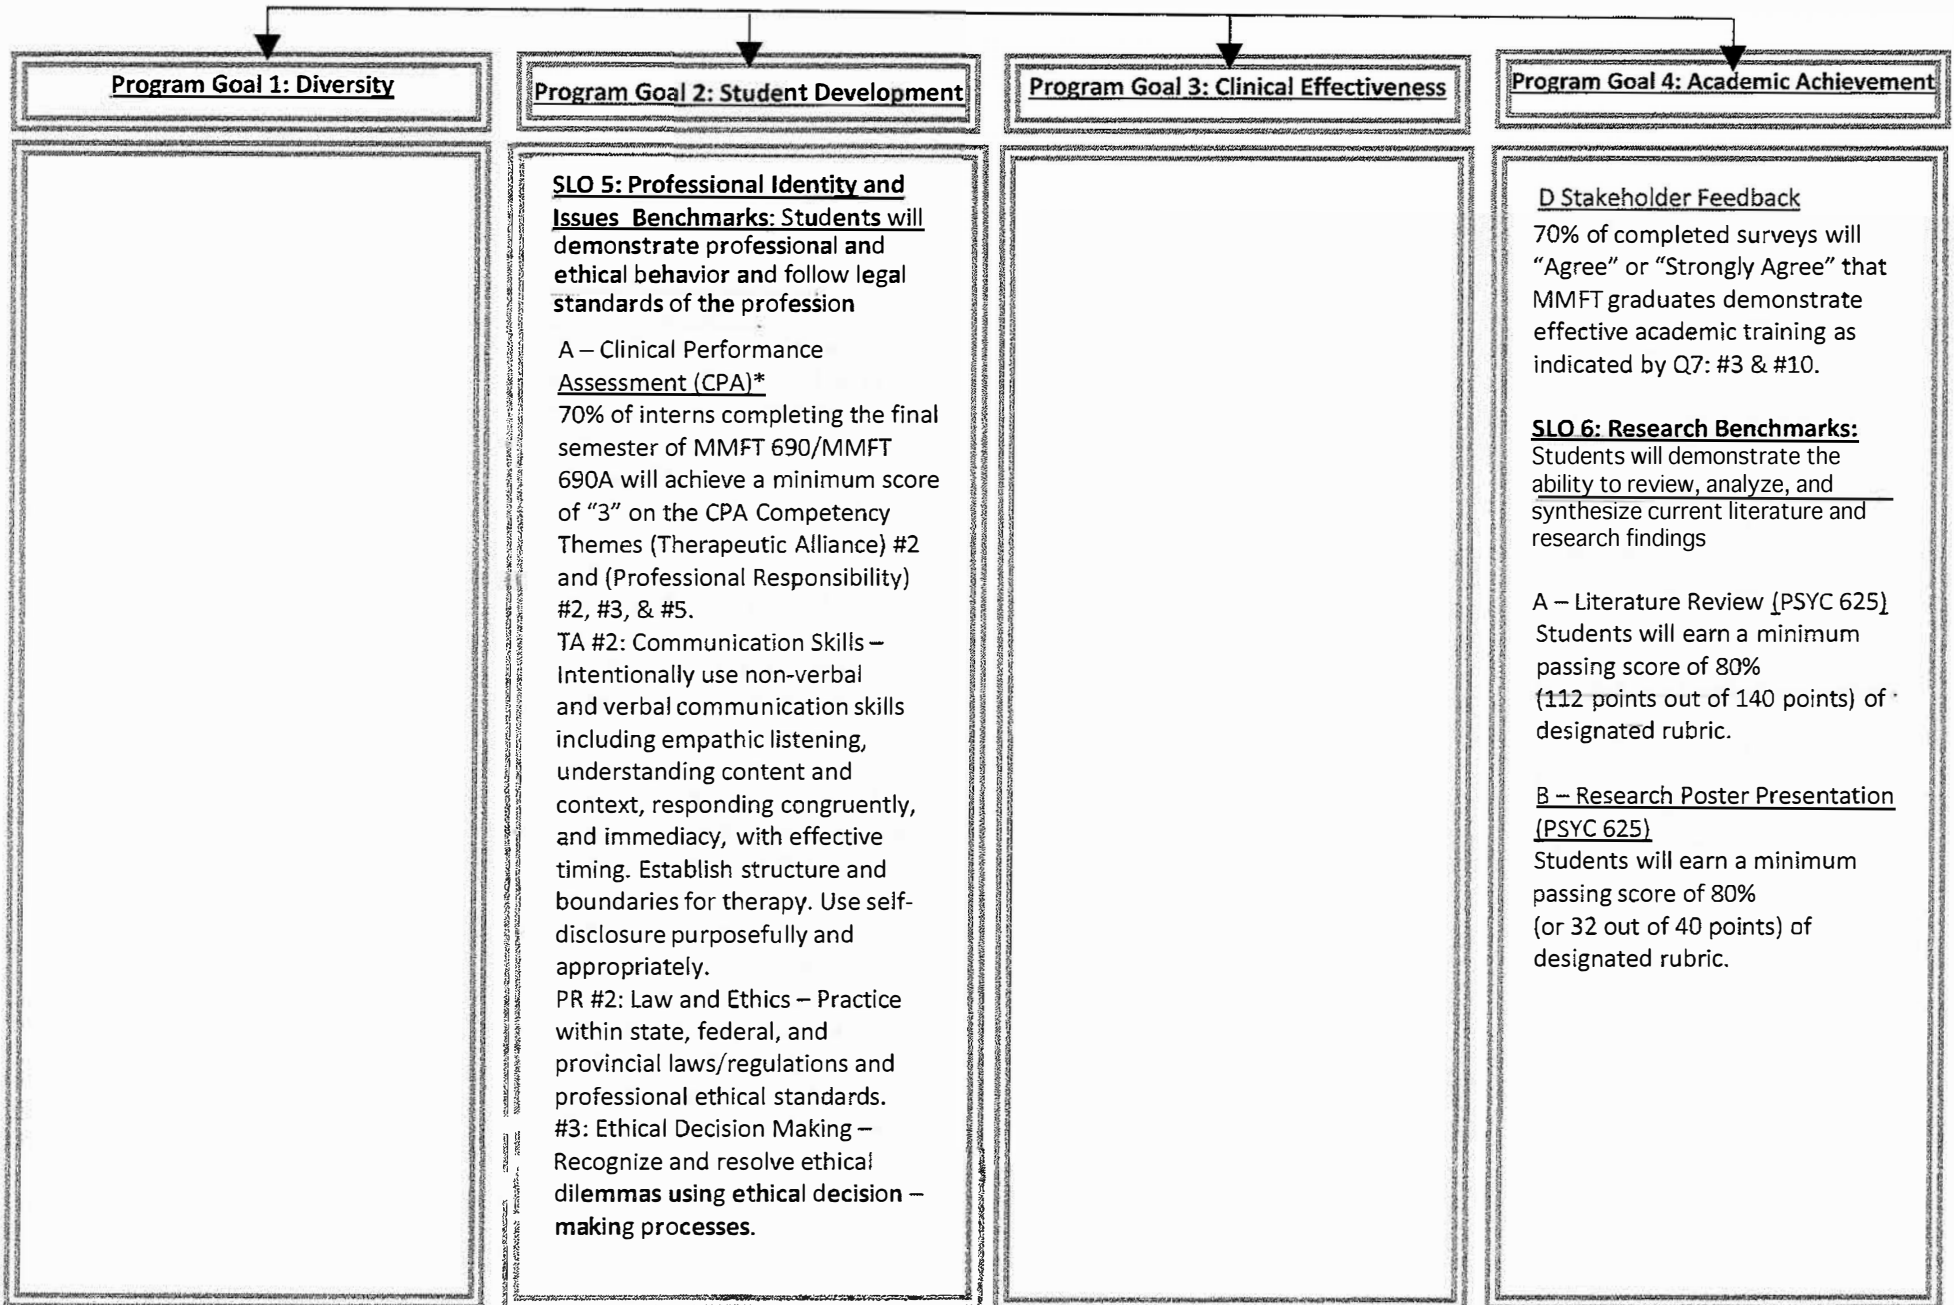 Program Goal 1: Diversity
Program Goal 2: Student Development
Program Goal 3: Clinical Effectiveness
Program Goal 4: Academic Achievement
SLO 5: Professional Identity and
Issues Benchmarks: Students will
demonstrate professional and
ethical behavior and follow legal
standards of the profession
A – Clinical Performance
Assessment (CPA)*
70% of interns completing the final
semester of MMFT 690/MMFT
690A will achieve a minimum score
of "3" on the CPA Competency
Themes (Therapeutic Alliance) #2
and (Professional Responsibility)
#2, #3, & #5.
TA #2: Communication Skills –
Intentionally use non-verbal
and verbal communication skills
including empathic listening,
understanding content and
context, responding congruently,
and immediacy, with effective
timing. Establish structure and
boundaries for therapy. Use self-
disclosure purposefully and
appropriately.
PR #2: Law and Ethics – Practice
within state, federal, and
provincial laws/regulations and
professional ethical standards.
#3: Ethical Decision Making –
Recognize and resolve ethical
dilemmas using ethical decision –
making processes.
D Stakeholder Feedback
70% of completed surveys will
"Agree" or "Strongly Agree" that
MMFT graduates demonstrate
effective academic training as
indicated by Q7: #3 & #10.
SLO 6: Research Benchmarks:
Students will demonstrate the
ability to review, analyze, and
synthesize current literature and
research findings
A – Literature Review (PSYC 625)
Students will earn a minimum
passing score of 80%
(112 points out of 140 points) of
designated rubric.
B – Research Poster Presentation
(PSYC 625)
Students will earn a minimum
passing score of 80%
(or 32 out of 40 points) of
designated rubric.